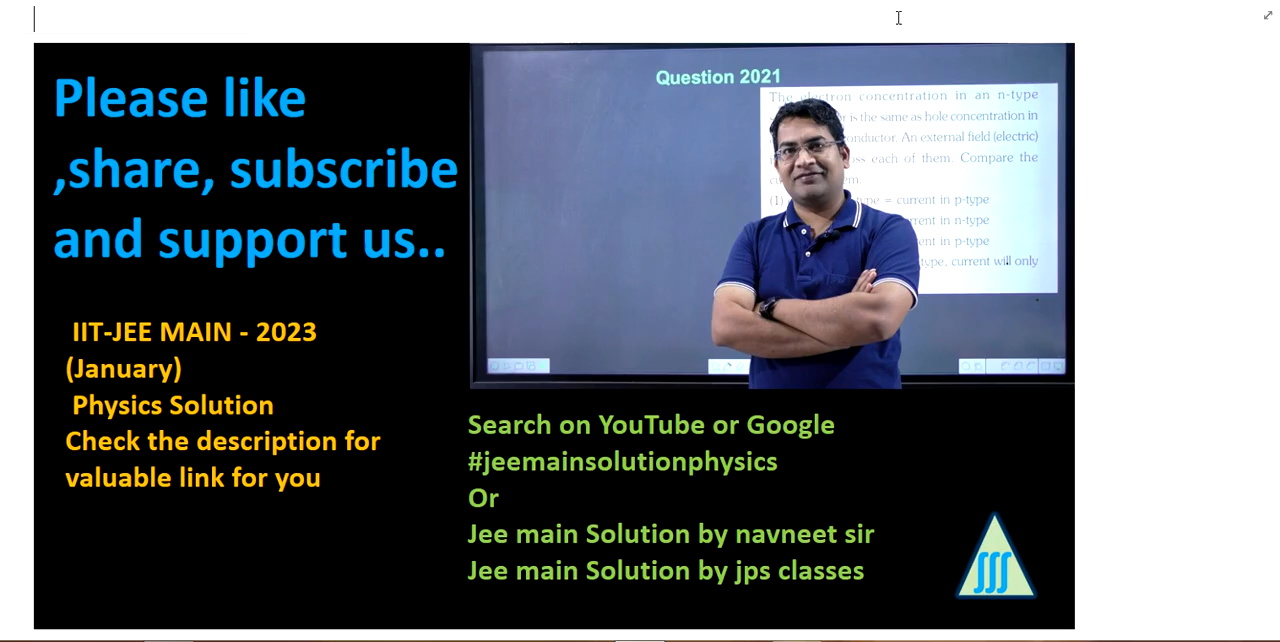 Please like
,share, subscribe
and support us..
IIT-JEE MAIN - 2023
(January)
Physics Solution
Check the description for
valuable link for you
Question 2021
The electron concentration in an n-type
is the same as hole concentration in
An external field (electric)
each of them. Compare the
(1) type = current in p-type
in n-type
in p-type
type, current will only
Search on YouTube or Google
#jeemainsolutionphysics
Or
Jee main Solution by navneet sir
Jee main Solution by jps classes
∫∫∫